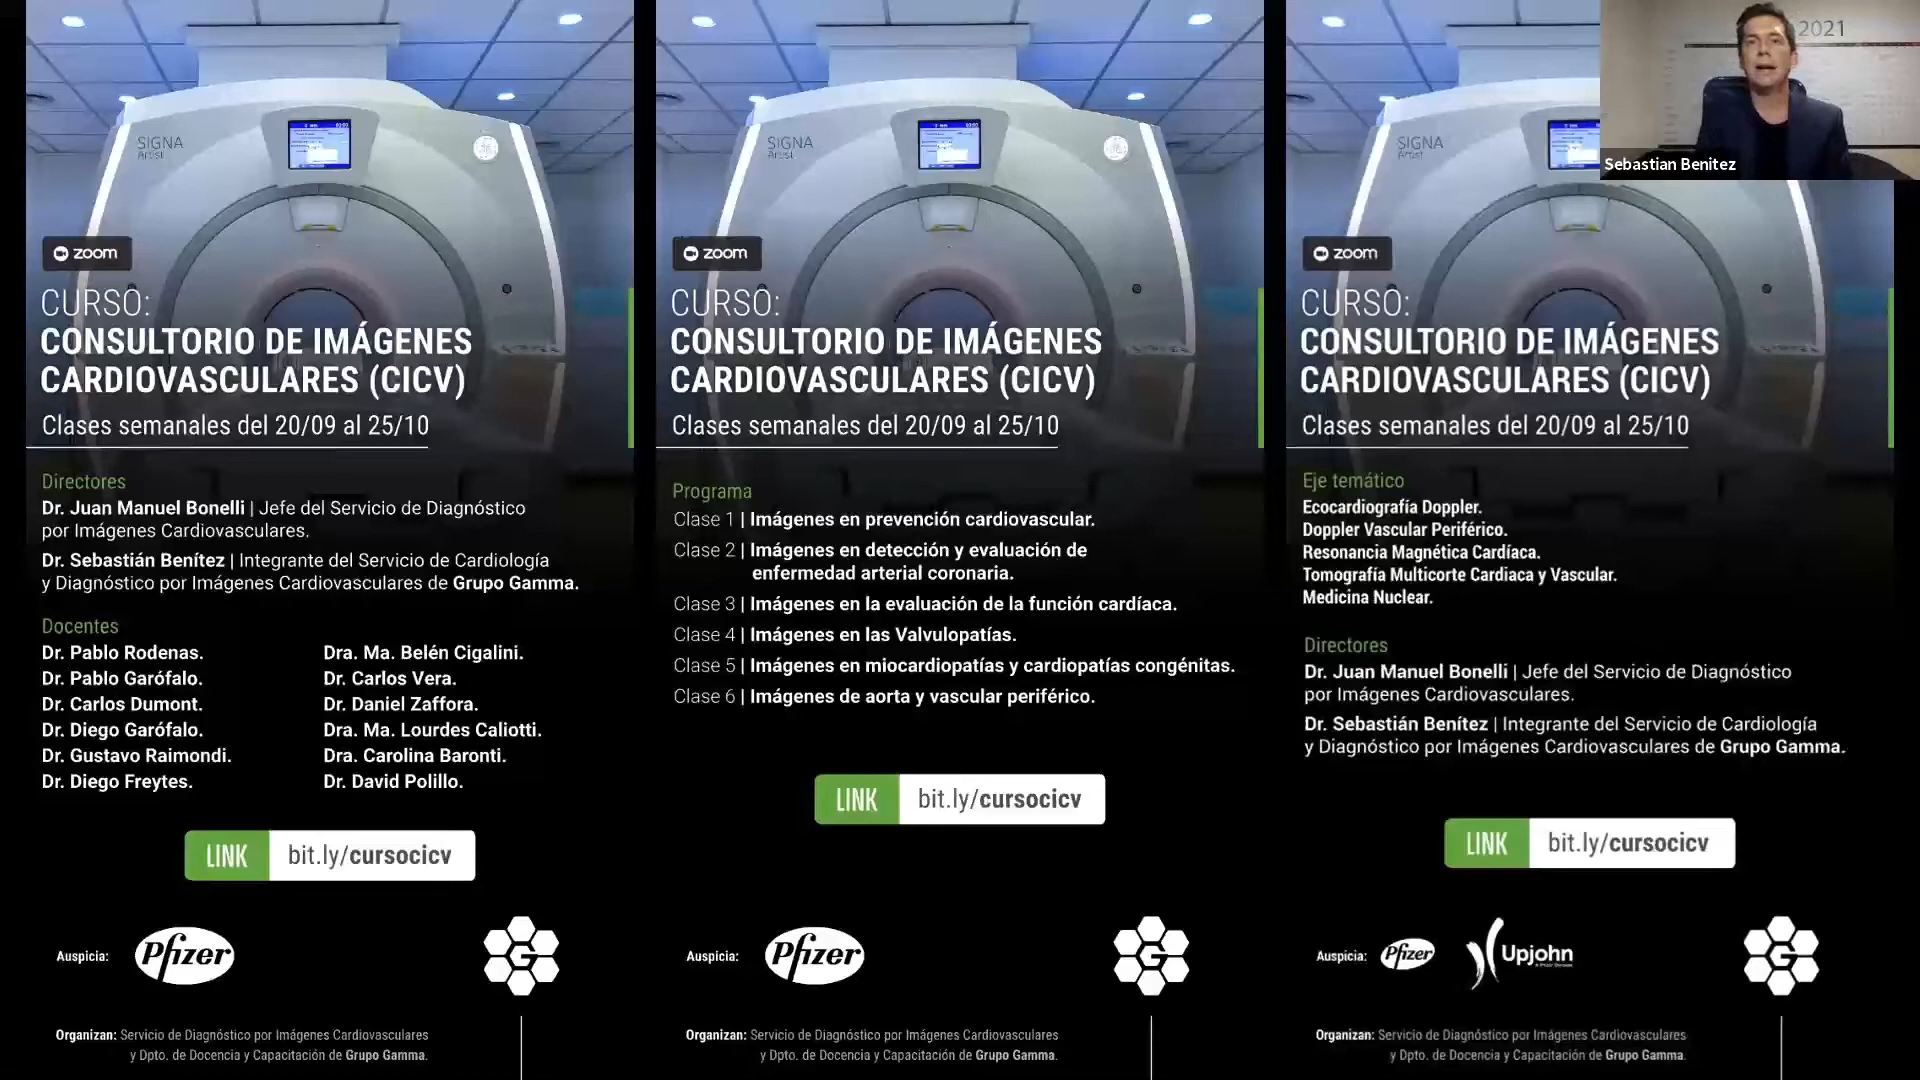 SIGNA
Artist
zoom
CURSO:
CONSULTORIO DE IMÁGENES
CARDIOVASCULARES (CICV)
Clases semanales del 20/09 al 25/10
Directores
Dr. Juan Manuel Bonelli | Jefe del Servicio de Diagnóstico
por Imágenes Cardiovasculares.
Dr. Sebastián Benítez | Integrante del Servicio de Cardiología
y Diagnóstico por Imágenes Cardiovasculares de Grupo Gamma.
Docentes
Dr. Pablo Rodenas.
Dr. Pablo Garófalo.
Dr. Carlos Dumont.
Dr. Diego Garófalo.
Dr. Gustavo Raimondi.
Dr. Diego Freytes.
Dra. Ma. Belén Cigalini.
Dr. Carlos Vera.
Dr. Daniel Zaffora.
Dra. Ma. Lourdes Caliotti.
Dra. Carolina Baronti.
Dr. David Polillo.
LINK bit.ly/cursocicv
Auspicia: Pfizer G
Organizan: Servicio de Diagnóstico por Imágenes Cardiovasculares
y Dpto. de Docencia y Capacitación de Grupo Gamma.
SIGNA
Artist
zoom
CURSO:
CONSULTORIO DE IMÁGENES
CARDIOVASCULARES (CICV)
Clases semanales del 20/09 al 25/10
Programa
Clase 1 | Imágenes en prevención cardiovascular.
Clase 2 | Imágenes en detección y evaluación de
enfermedad arterial coronaria.
Clase 3 | Imágenes en la evaluación de la función cardíaca.
Clase 4 | Imágenes en las Valvulopatías.
Clase 5 | Imágenes en miocardiopatías y cardiopatías congénitas.
Clase 6 | Imágenes de aorta y vascular periférico.
LINK bit.ly/cursocicv
Auspicia: Pfizer G
Organizan: Servicio de Diagnóstico por Imágenes Cardiovasculares
y Dpto. de Docencia y Capacitación de Grupo Gamma.
SIGNA
Artist
2021
Sebastian Benitez
zoom
CURSO:
CONSULTORIO DE IMÁGENES
CARDIOVASCULARES (CICV)
Clases semanales del 20/09 al 25/10
Eje temático
Ecocardiografía Doppler.
Doppler Vascular Periférico.
Resonancia Magnética Cardíaca.
Tomografía Multicorte Cardiaca y Vascular.
Medicina Nuclear.
Directores
Dr. Juan Manuel Bonelli | Jefe del Servicio de Diagnóstico
por Imágenes Cardiovasculares.
Dr. Sebastián Benítez | Integrante del Servicio de Cardiología
y Diagnóstico por Imágenes Cardiovasculares de Grupo Gamma.
LINK bit.ly/cursocicv
Auspicia: Pfizer Upjohn G
Organizan: Servicio de Diagnóstico por Imágenes Cardiovasculares
y Dpto. de Docencia y Capacitación de Grupo Gamma.